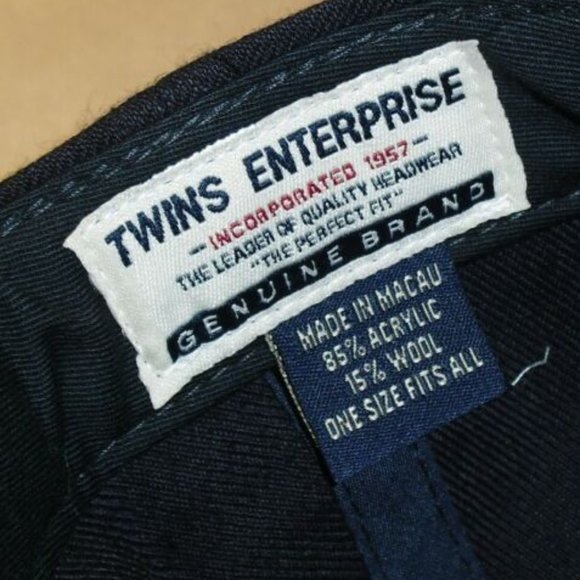 TWINS ENTERPRISE
- INCORPORATED 1957 -
THE LEADER OF QUALITY HEADWEAR
"THE PERFECT FIT"
GENUINE BRAND
MADE IN MACAU
85% ACRYLIC
15% WOOL
ONE SIZE FITS ALL